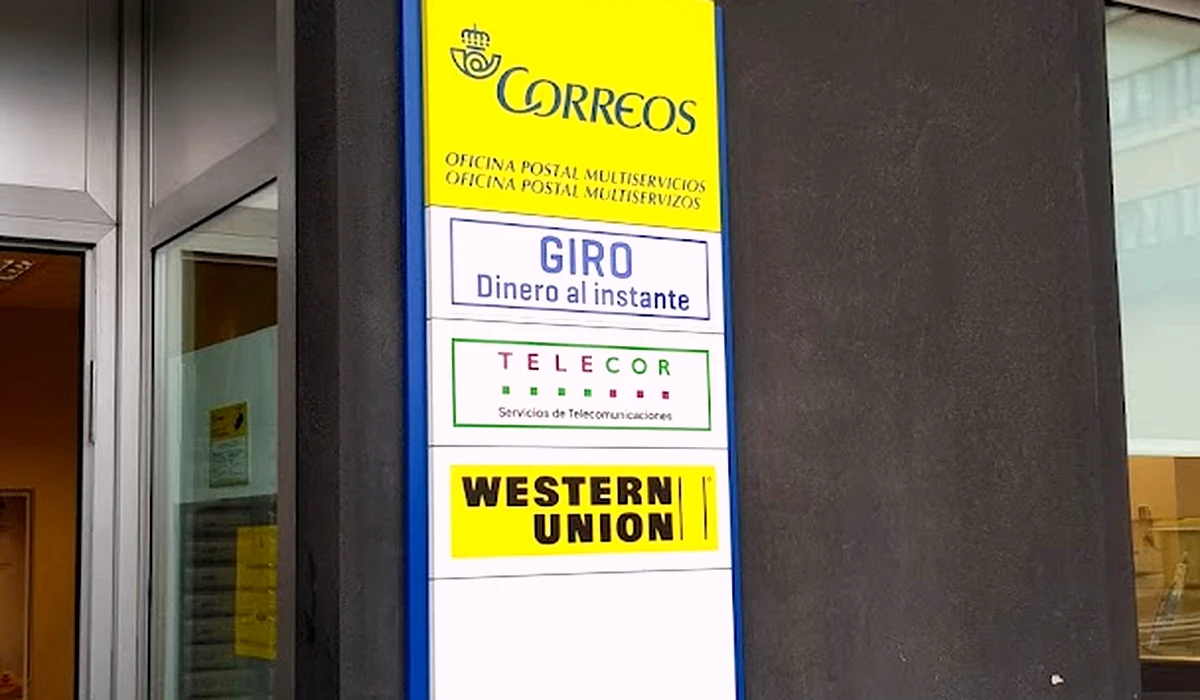 CORREOS
OFICINA POSTAL MULTISERVICIOS
OFICINA POSTAL MULTISERVIZOS
GIRO
Dinero al instante
TELECOR
Servicios de Telecomunicaciones
WESTERN
UNION